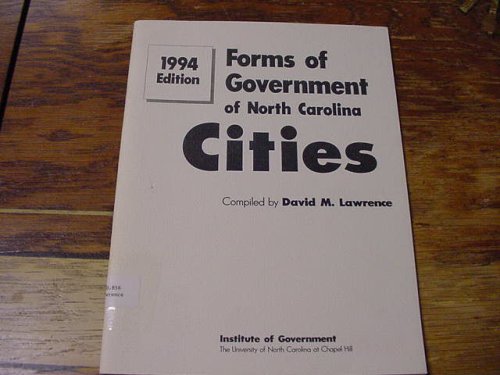 1994
Edition
Forms of
Government
of North Carolina
Cities
Compiled by David M. Lawrence
Institute of Government
The University of North Carolina at Chapel Hill